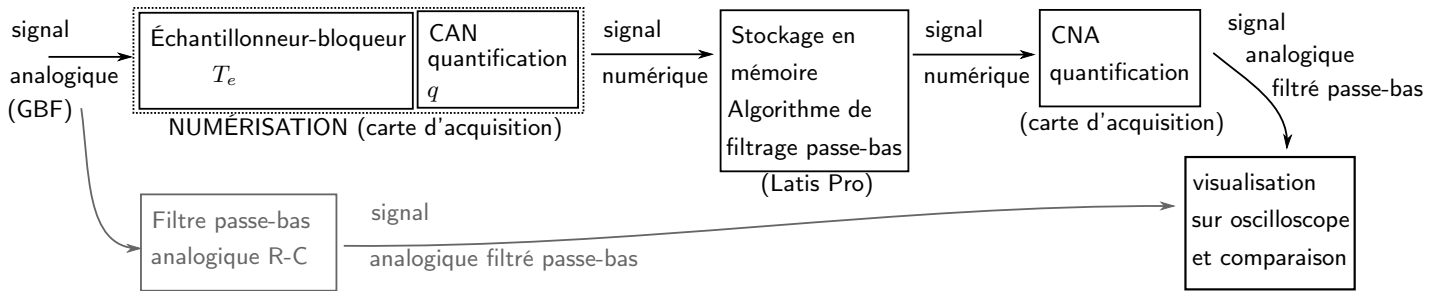 signal
analogique
(GBF)
Échantillonneur-bloqueur
T_e
CAN
quantification
q
NUMÉRISATION (carte d'acquisition)
signal
numérique
Stockage en
mémoire
Algorithme de
filtrage passe-bas
(Latis Pro)
signal
numérique
CNA
quantification
(carte d'acquisition)
signal
analogique
filtré passe-bas
Filtre passe-bas
analogique R-C
signal
analogique filtré passe-bas
visualisation
sur oscilloscope
et comparaison